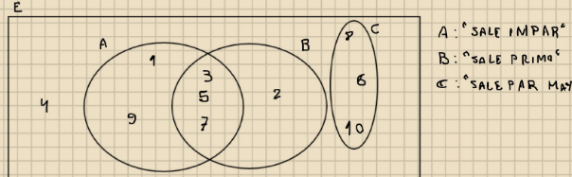 E
A
B
C
1
3
5
7
9
2
4
8
6
10
A: "SALE IMPAR"
B: "SALE PRIMO"
C: "SALE PAR MAY